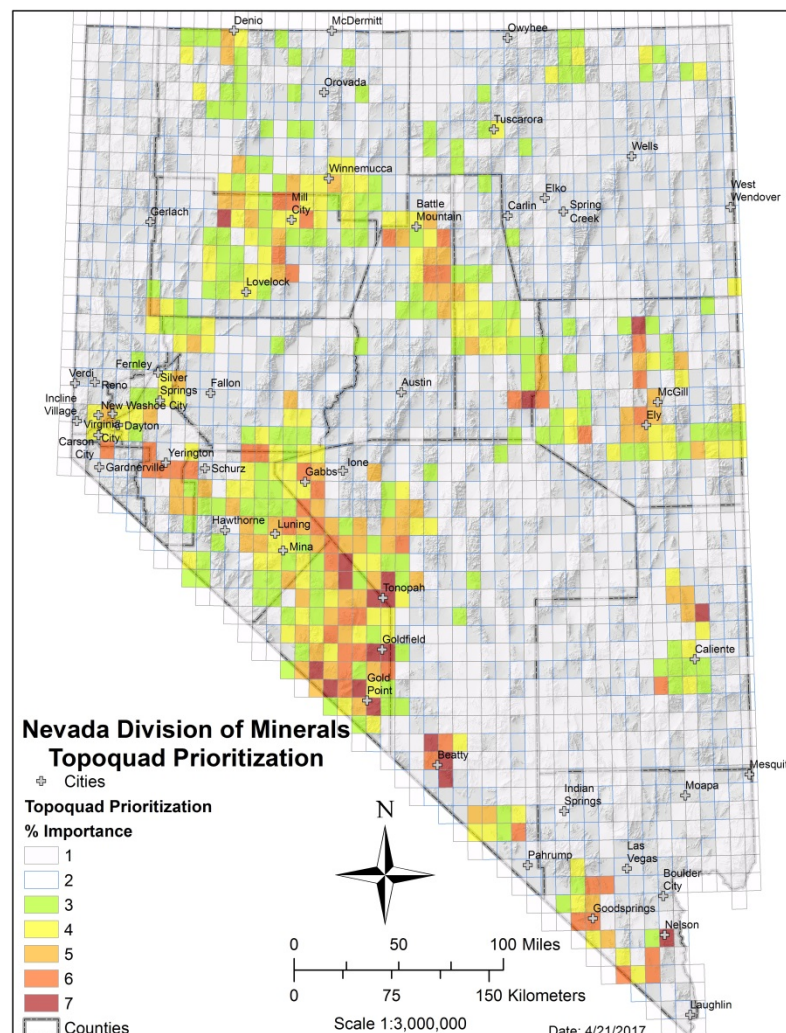 Denio
McDermitt
Owyhee
Orovada
Tuscarora
Wells
Winnemucca
Mill
City
Battle
Mountain
Elko
Carlin
Spring
Creek
West
Wendover
Gerlach
Lovelock
Fernley
Silver
Springs
Verdi
Reno
Fallon
Austin
McGill
Ely
Incline
Village
New Washoe City
Virginia
City
Dayton
Carson
City
Gardnerville
Yerington
Schurz
Gabbs
Ione
Hawthorne
Luning
Mina
Tonopah
Goldfield
Gold
Point
Caliente
Beatty
Mesquit
Moapa
Indian
Springs
Pahrump
Las
Vegas
Boulder
City
Goodsprings
Nelson
Laughlin
Nevada Division of Minerals
Topoquad Prioritization
Cities
Topoquad Prioritization
% Importance
1
2
3
4
5
6
7
Counties
N
0 50 100 Miles
0 75 150 Kilometers
Scale 1:3,000,000
Date: 4/21/2017